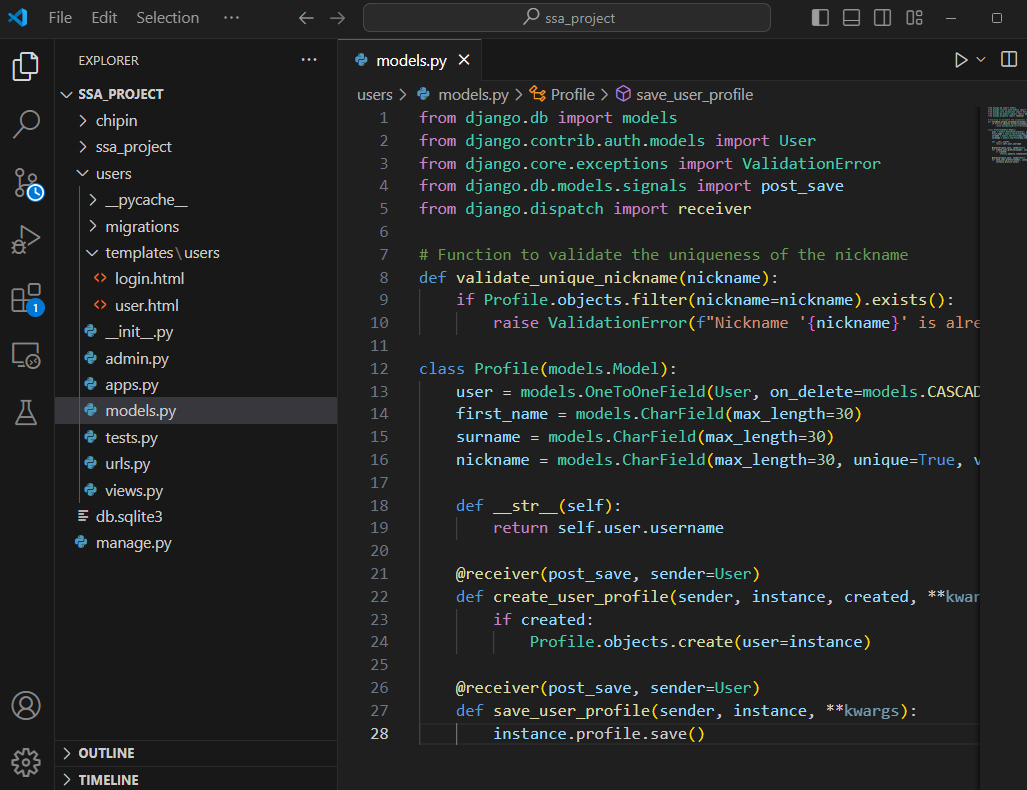 File Edit Selection ··· ssa_project
EXPLORER ···
SSA_PROJECT
chipin
ssa_project
users
__pycache__
migrations
templates\users
login.html
user.html
__init__.py
admin.py
apps.py
models.py
tests.py
urls.py
views.py
db.sqlite3
manage.py
OUTLINE
TIMELINE
1
models.py
users > models.py > Profile > save_user_profile
1 from django.db import models
2 from django.contrib.auth.models import User
3 from django.core.exceptions import ValidationError
4 from django.db.models.signals import post_save
5 from django.dispatch import receiver
6
7 # Function to validate the uniqueness of the nickname
8 def validate_unique_nickname(nickname):
9 if Profile.objects.filter(nickname=nickname).exists():
10 raise ValidationError(f"Nickname '{nickname}' is alre
11
12 class Profile(models.Model):
13 user = models.OneToOneField(User, on_delete=models.CASCAD
14 first_name = models.CharField(max_length=30)
15 surname = models.CharField(max_length=30)
16 nickname = models.CharField(max_length=30, unique=True, v
17
18 def __str__(self):
19 return self.user.username
20
21 @receiver(post_save, sender=User)
22 def create_user_profile(sender, instance, created, **kwar
23 if created:
24 Profile.objects.create(user=instance)
25
26 @receiver(post_save, sender=User)
27 def save_user_profile(sender, instance, **kwargs):
28 instance.profile.save()